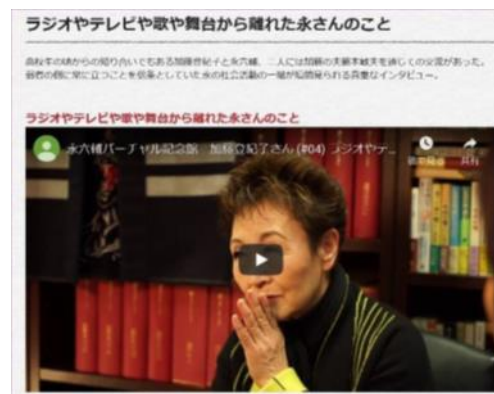 ラジオやテレビや歌や舞台から離れた永さんのこと
高校生の頃からの知り合いでもある加藤登紀子と永六輔、二人には加藤の夫藤本敏夫を通じての交流があった。
弱者の側に常に立つことを信条としていた永の社会活動の一端が垣間見られる貴重なインタビュー。
ラジオやテレビや歌や舞台から離れた永さんのこと
永六輔バーチャル記念館 加藤登紀子さん (#04) ラジオやテ...
後で見る 共有